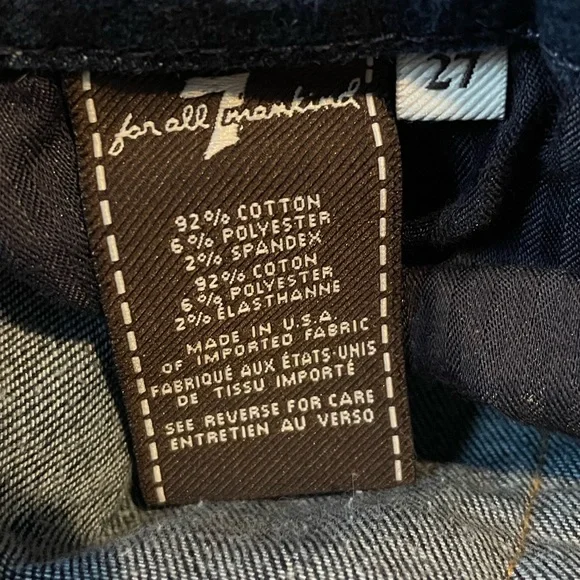 for all 7 mankind
27
92% COTTON
6% POLYESTER
2% SPANDEX
92% COTON
6% POLYESTER
2% ÉLASTHANNE
MADE IN U.S.A
OF IMPORTED FABRIC
FABRIQUÉ AUX ÉTATS-UNIS
DE TISSU IMPORTÉ
SEE REVERSE FOR CARE
ENTRETIEN AU VERSO